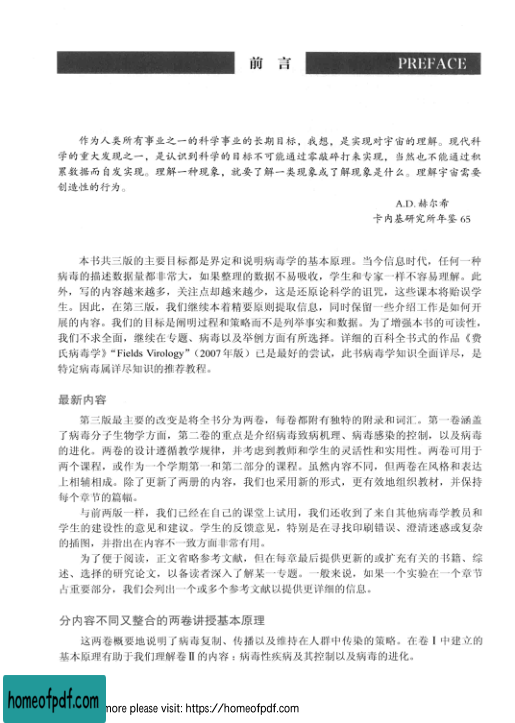 前 言 PREFACE
作为人类所有事业之一的科学事业的长期目标，我想，是实现对宇宙的理解。现代科
学的重大发现之一，是认识到科学的目标不可能通过零敲碎打来实现，当然也不能通过积
累数据而自发实现。理解一种现象，就要了解一类现象或了解现象是什么。理解宇宙需要
创造性的行为。
A.D. 赫尔希
卡内基研究所年鉴 65
本书共三版的主要目标都是界定和说明病毒学的基本原理。当今信息时代，任何一种
病毒的描述数据量都非常大，如果整理的数据不易吸收，学生和专家一样不容易理解。此
外，写的内容越来越多，关注点却越来越少，这是还原论科学的诅咒，这些课本将贻误学
生。因此，在第三版，我们继续本着精要原则提取信息，同时保留一些介绍工作是如何开
展的内容。我们的目标是阐明过程和策略而不是列举事实和数据。为了增强本书的可读性，
我们不求全面，继续在专题、病毒以及举例方面有所选择。详细的百科全书式的作品《费
氏病毒学》“Fields Virology”（2007年版）已是最好的尝试，此书病毒学知识全面详尽，是
特定病毒属详尽知识的推荐教程。
最新内容
第三版最主要的改变是将全书分为两卷，每卷都附有独特的附录和词汇。第一卷涵盖
了病毒分子生物学方面，第二卷的重点是介绍病毒致病机理、病毒感染的控制，以及病毒
的进化。两卷的设计遵循教学规律，并考虑到教师和学生的灵活性和实用性。两卷可用于
两个课程，或作为一个学期第一和第二部分的课程。虽然内容不同，但两卷在风格和表达
上相辅相成。除了更新了两册的内容，我们也采用新的形式，更有效地组织教材，并保持
每个章节的篇幅。
与前两版一样，我们已经在自己的课堂上试用，我们还收到了来自其他病毒学教员和
学生的建设性的意见和建议。学生的反馈意见，特别是在寻找印刷错误、澄清迷惑或复杂
的插图，并指出在内容不一致方面非常有用。
为了便于阅读，正文省略参考文献，但在每章最后提供更新的或扩充有关的书籍、综
述、选择的研究论文，以备读者深入了解某一专题。一般来说，如果一个实验在一个章节
占重要部分，我们会列出一个或多个参考文献以提供更详细的信息。
分内容不同又整合的两卷讲授基本原理
这两卷概要地说明了病毒复制、传播以及维持在人群中传染的策略。在卷Ⅰ中建立的
基本原理有助于我们理解卷Ⅱ的内容：病毒性疾病及其控制以及病毒的进化。
homeofpdf.com
more please visit: https://homeofpdf.com